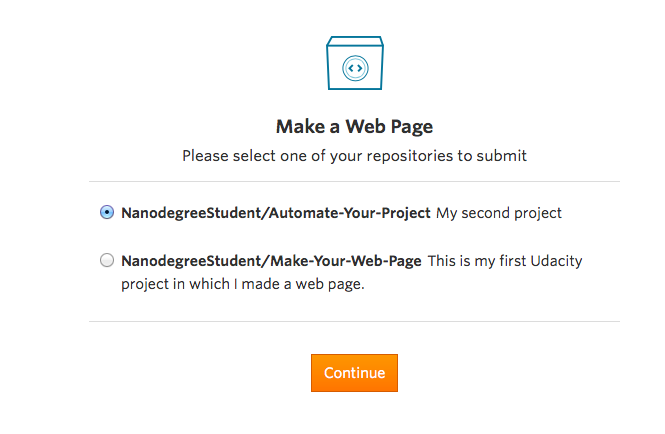 Make a Web Page
Please select one of your repositories to submit
NanodegreeStudent/Automate-Your-Project My second project
NanodegreeStudent/Make-Your-Web-Page This is my first Udacity
project in which I made a web page.
Continue